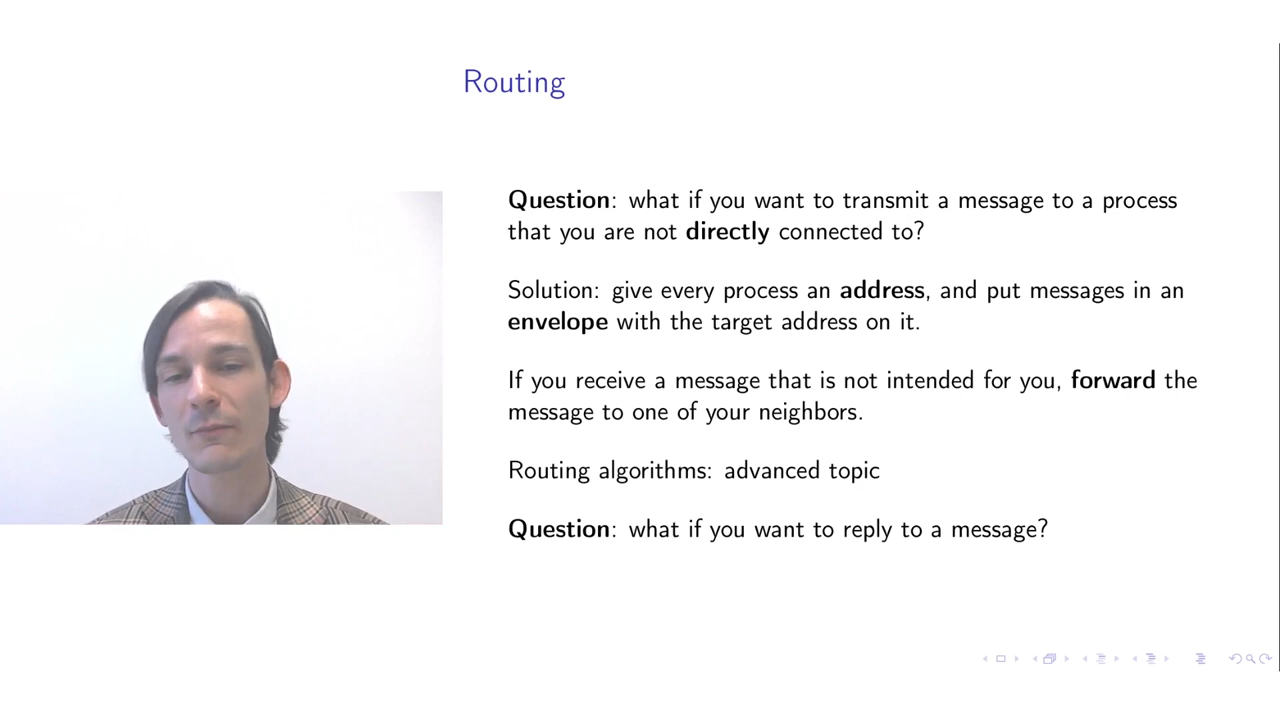 Routing
Question: what if you want to transmit a message to a process
that you are not directly connected to?
Solution: give every process an address, and put messages in an
envelope with the target address on it.
If you receive a message that is not intended for you, forward the
message to one of your neighbors.
Routing algorithms: advanced topic
Question: what if you want to reply to a message?